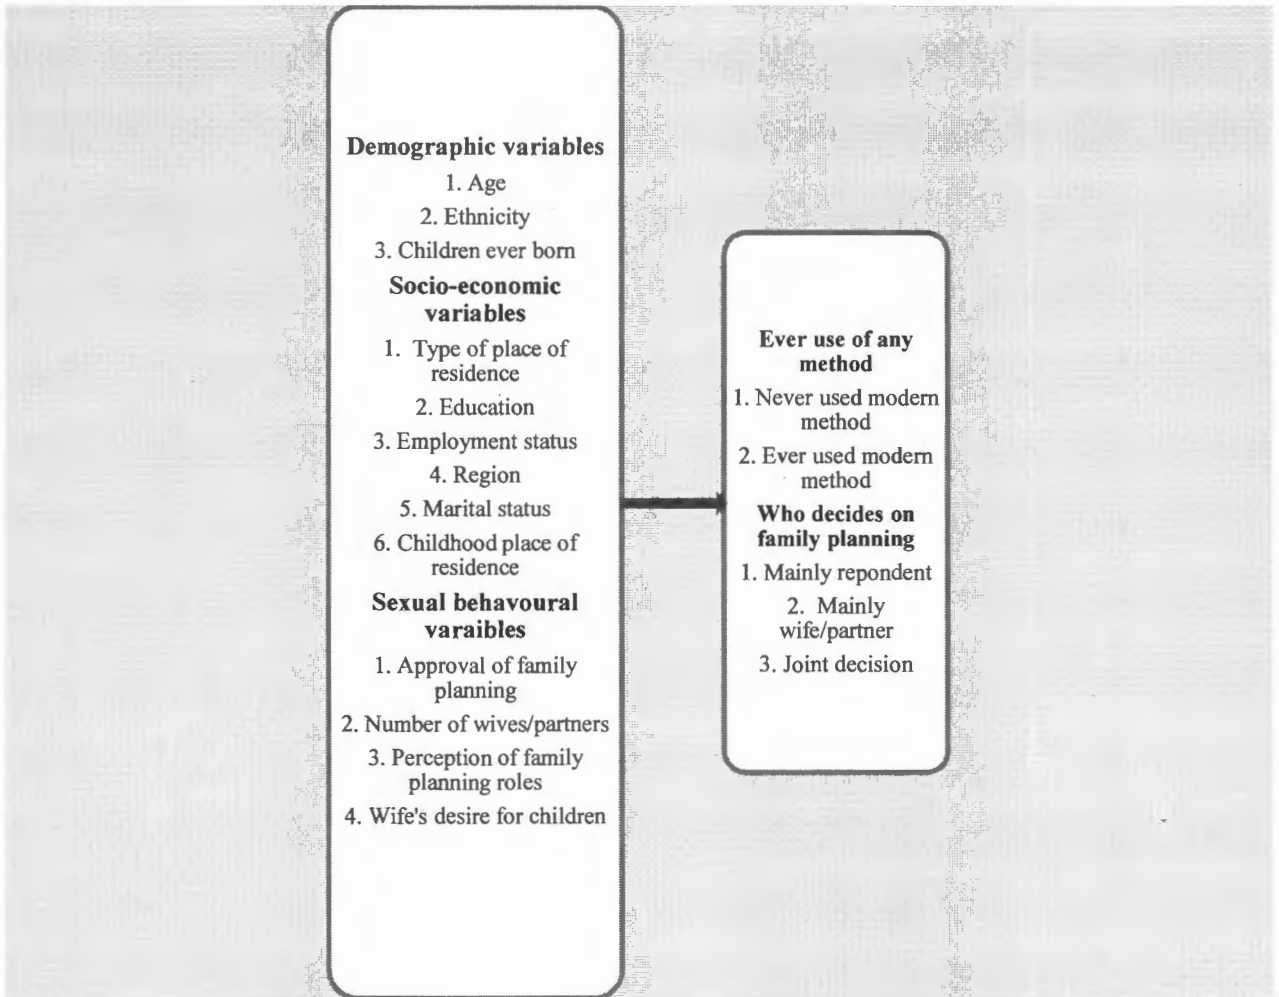 Demographic variables
1. Age
2. Ethnicity
3. Children ever born
Socio-economic
variables
1. Type of place of
residence
2. Education
3. Employment status
4. Region
5. Marital status
6. Childhood place of
residence
Sexual behavoural
varaibles
1. Approval of family
planning
2. Number of wives/partners
3. Perception of family
planning roles
4. Wife's desire for children
Ever use of any
method
1. Never used modern
method
2. Ever used modern
method
Who decides on
family planning
1. Mainly repondent
2. Mainly
wife/partner
3. Joint decision